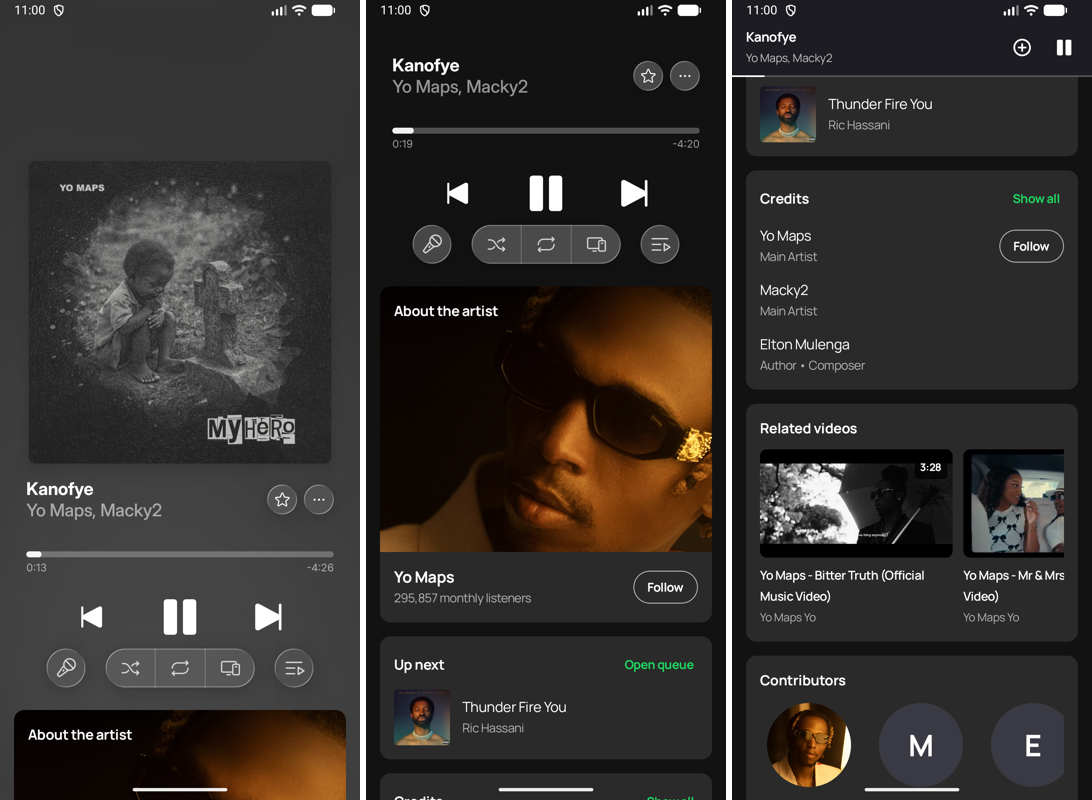 11:00
YO MAPS
MyHeRo
Kanofye
Yo Maps, Macky2
0:13
-4:26
About the artist
11:00
Kanofye
Yo Maps, Macky2
0:19
-4:20
About the artist
Yo Maps
295,857 monthly listeners
Follow
Up next
Open queue
Thunder Fire You
Ric Hassani
11:00
Kanofye
Yo Maps, Macky2
Thunder Fire You
Ric Hassani
Credits
Show all
Yo Maps
Main Artist
Follow
Macky2
Main Artist
Elton Mulenga
Author • Composer
Related videos
3:28
Yo Maps - Bitter Truth (Official
Music Video)
Yo Maps Yo
Yo Maps - Mr & Mrs
Video)
Yo Maps Yo
Contributors
M
E